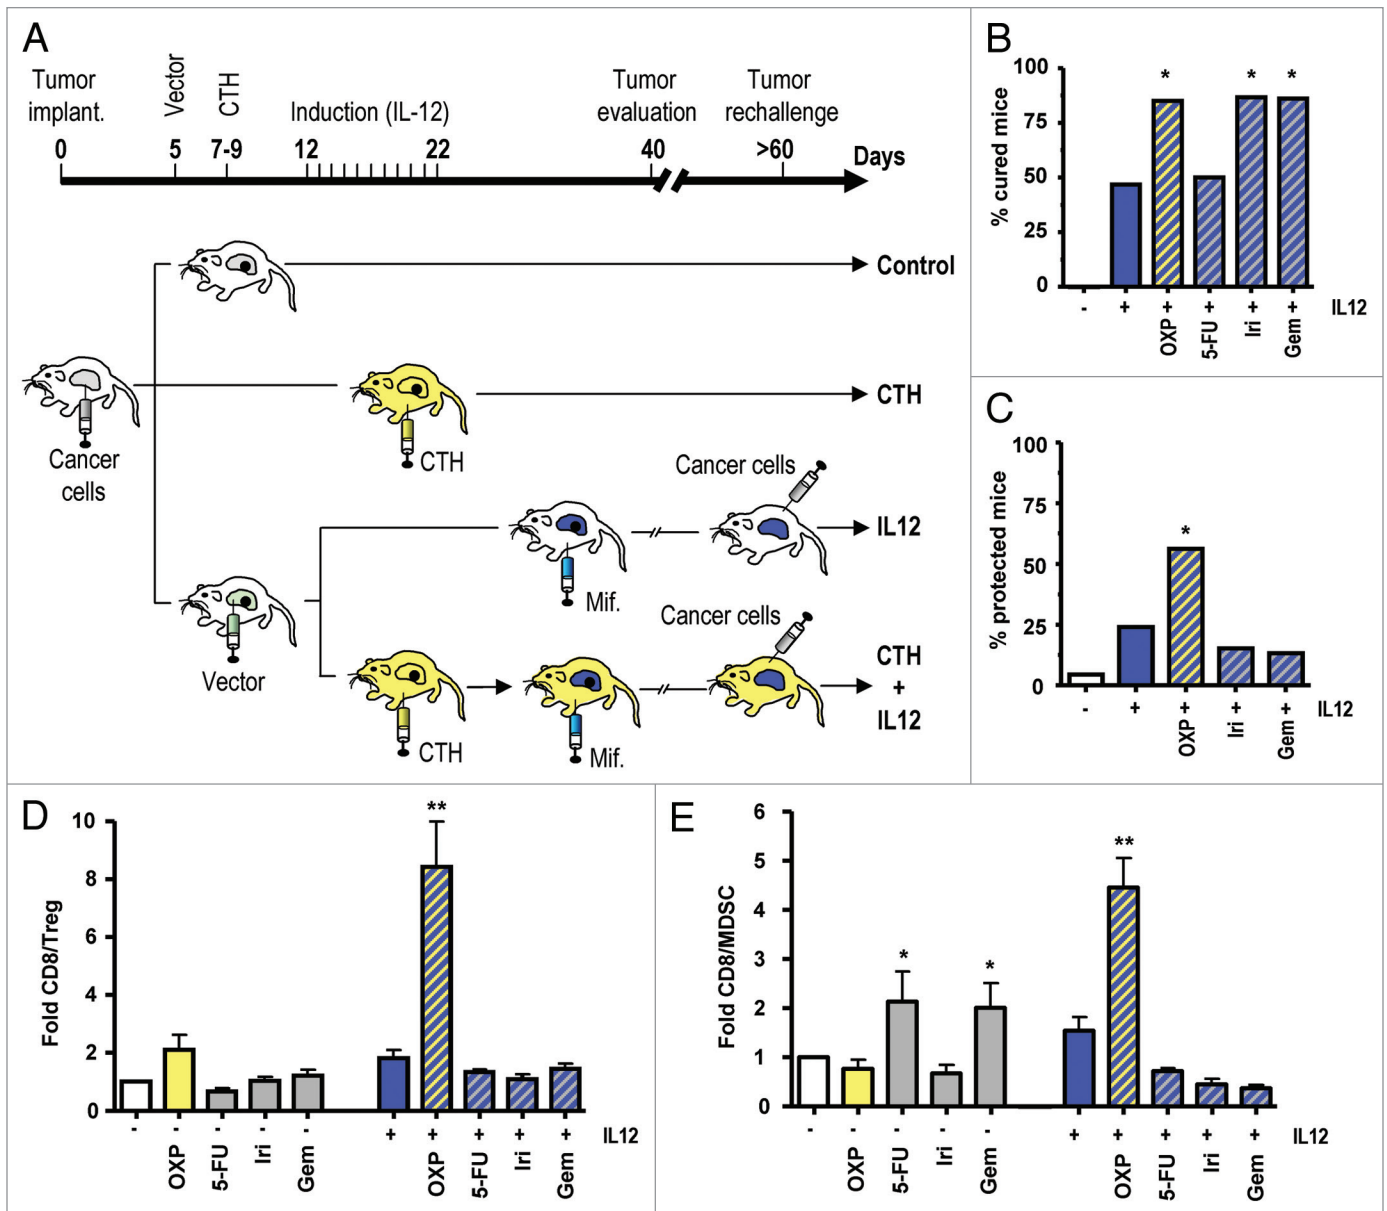 A
Tumor
implant.
Vector
CTH
Induction (IL-12)
Tumor
evaluation
Tumor
rechallenge
0
5
7-9
12
22
40
>60
Days
Control
Cancer
cells
CTH
CTH
Cancer cells
IL12
Mif.
Vector
Cancer cells
CTH
+
IL12
CTH
Mif.
B
% cured mice
100
75
50
25
0
* * *
- + + + + + IL12
OXP 5-FU Iri Gem
C
% protected mice
100
75
50
25
0
*
- + + + + IL12
OXP Iri Gem
D
Fold CD8/Treg
10
8
6
4
2
0
**
- - - - - + + + + + IL12
OXP 5-FU Iri Gem OXP 5-FU Iri Gem
E
Fold CD8/MDSC
6
5
4
3
2
1
0
* * **
- - - - - + + + + + IL12
OXP 5-FU Iri Gem OXP 5-FU Iri Gem